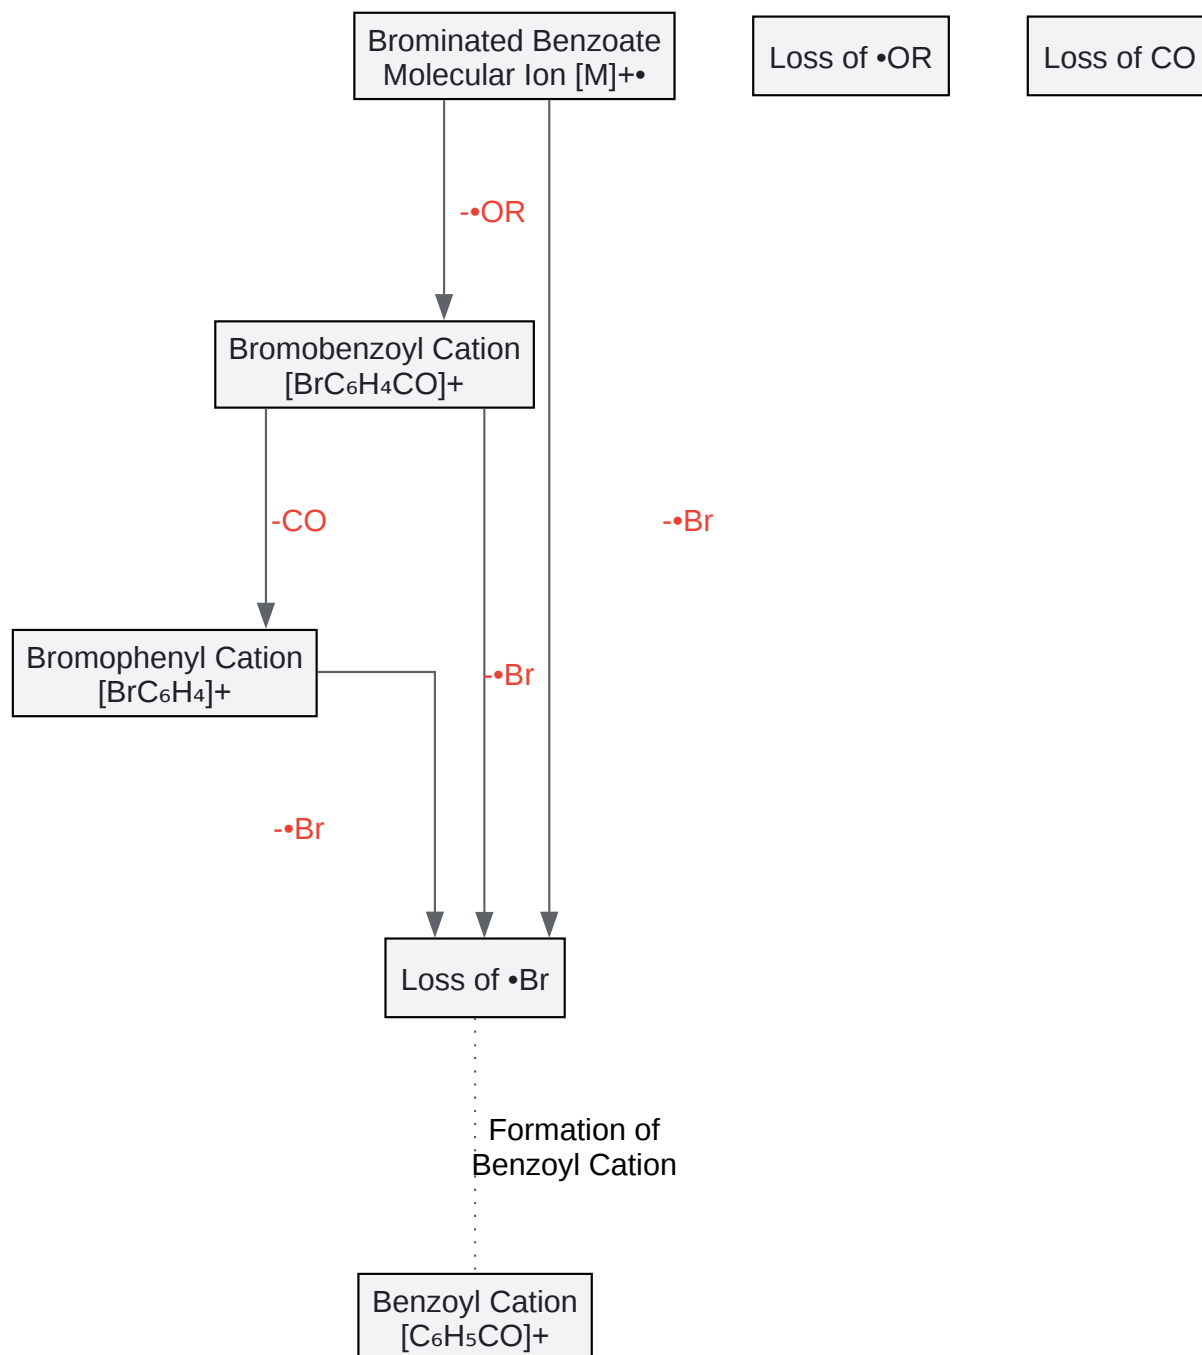 Brominated Benzoate
Molecular Ion [M]+•
Loss of •OR
Loss of CO
-•OR
Bromobenzoyl Cation
[BrC₆H₄CO]+
-CO
-•Br
Bromophenyl Cation
[BrC₆H₄]+
-•Br
-•Br
Loss of •Br
Formation of
Benzoyl Cation
Benzoyl Cation
[C₆H₅CO]+